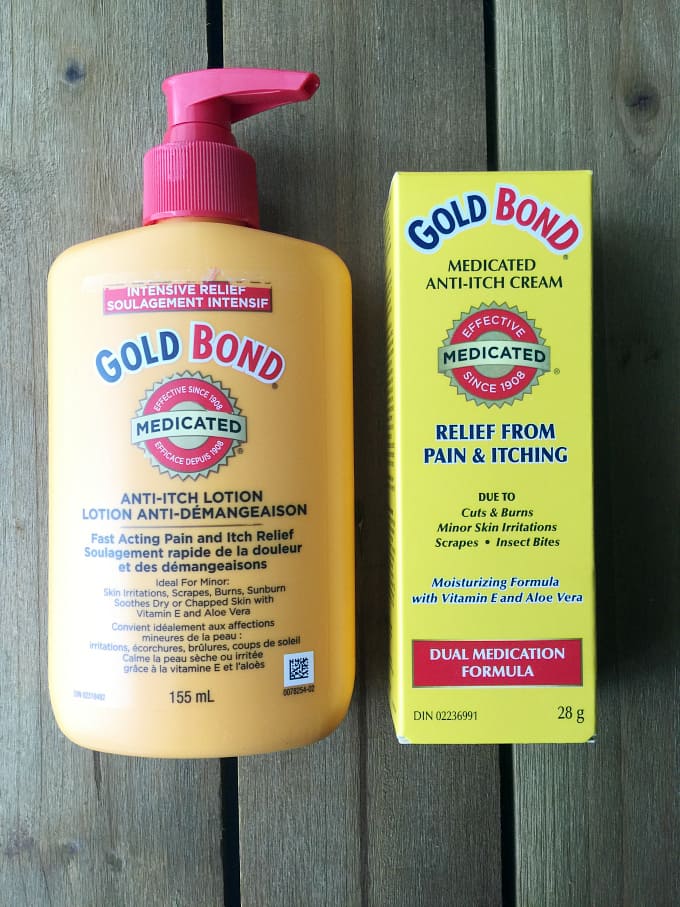 INTENSIVE RELIEF
SOULAGEMENT INTENSIF
GOLD BOND®
EFFECTIVE SINCE 1908
MEDICATED
EFFICACE DEPUIS 1908
ANTI-ITCH LOTION
LOTION ANTI-DÉMANGEAISON
Fast Acting Pain and Itch Relief
Soulagement rapide de la douleur
et des démangeaisons
Ideal For Minor:
Skin Irritations, Scrapes, Burns, Sunburn
Soothes Dry or Chapped Skin with
Vitamin E and Aloe Vera
Convient idéalement aux affections
mineures de la peau :
irritations, écorchures, brûlures, coups de soleil
Calme la peau sèche ou irritée
grâce à la vitamine E et l'aloès
155 mL
0078254-02
GOLD BOND®
MEDICATED
ANTI-ITCH CREAM
EFFECTIVE
MEDICATED®
SINCE 1908
RELIEF FROM
PAIN & ITCHING
DUE TO
Cuts & Burns
Minor Skin Irritations
Scrapes • Insect Bites
Moisturizing Formula
with Vitamin E and Aloe Vera
DUAL MEDICATION
FORMULA
DIN 02236991
28 g